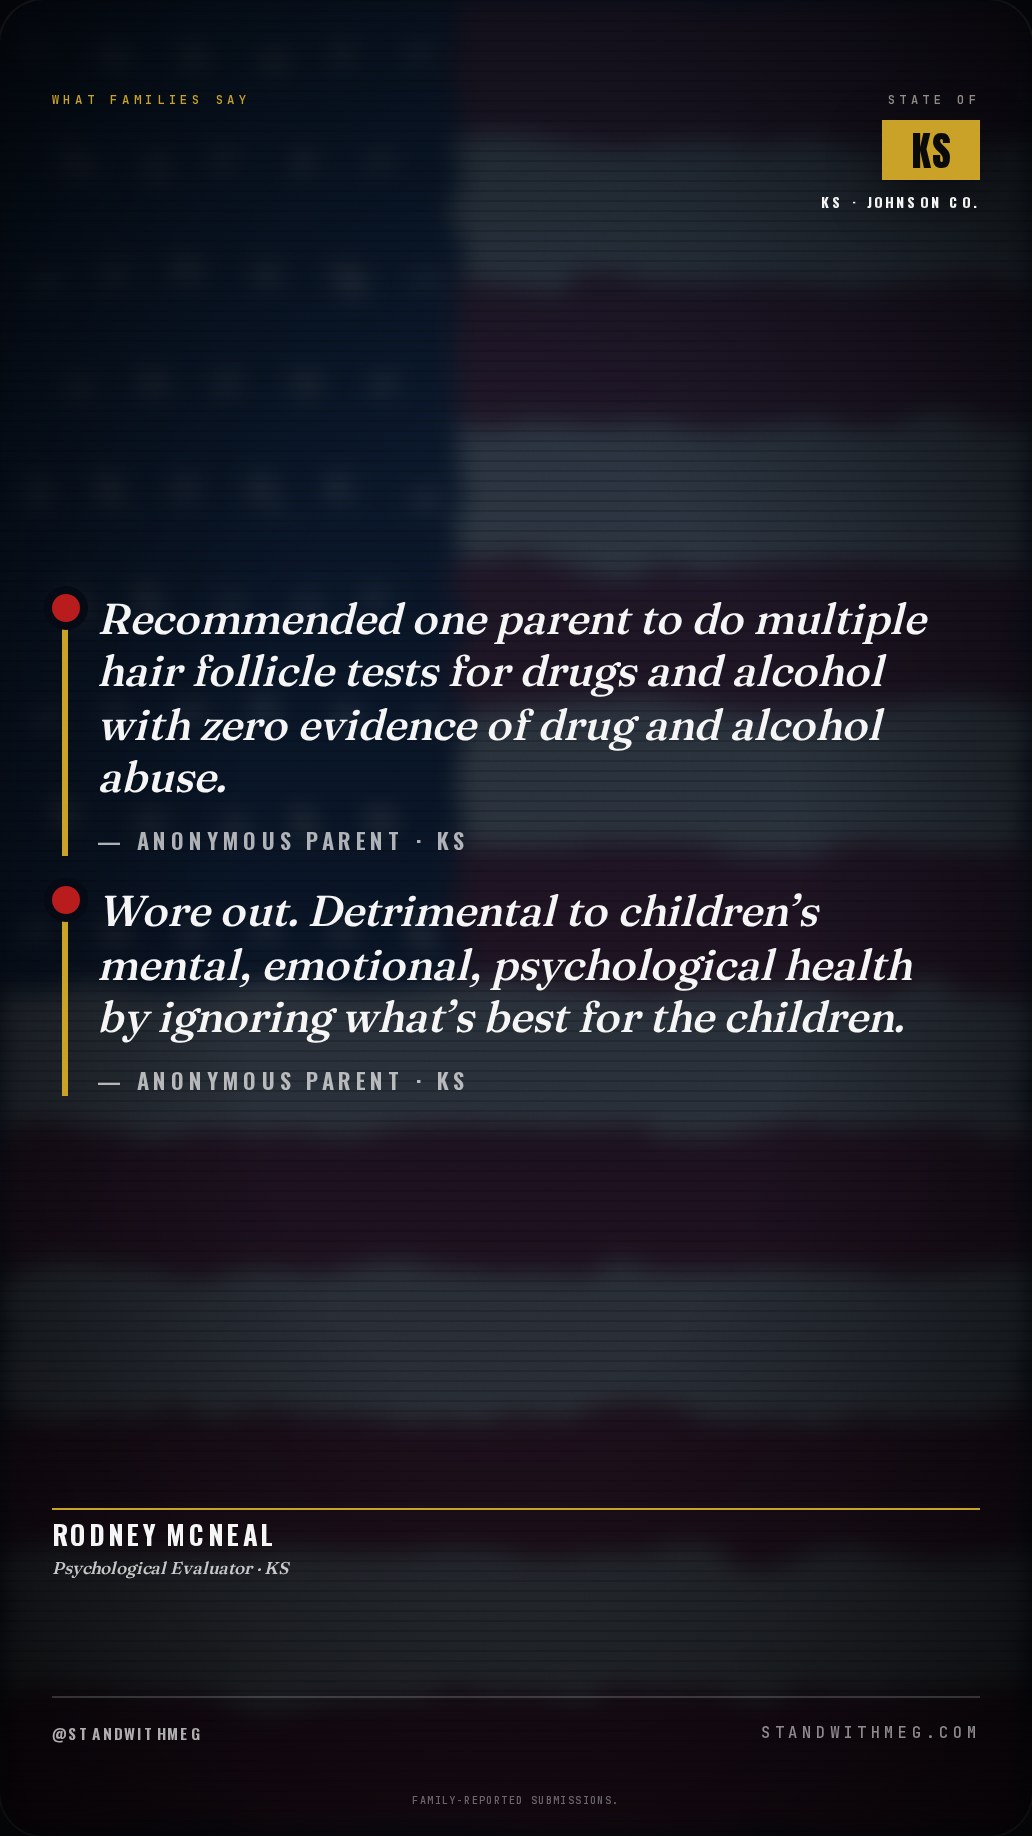 WHAT FAMILIES SAY
STATE OF
KS
KS · JOHNSON CO.
Recommended one parent to do multiple
hair follicle tests for drugs and alcohol
with zero evidence of drug and alcohol
abuse.
— ANONYMOUS PARENT · KS
Wore out. Detrimental to children’s
mental, emotional, psychological health
by ignoring what’s best for the children.
— ANONYMOUS PARENT · KS
RODNEY MCNEAL
Psychological Evaluator · KS
@STANDWITHMEG
STANDWITHMEG.COM
FAMILY-REPORTED SUBMISSIONS.